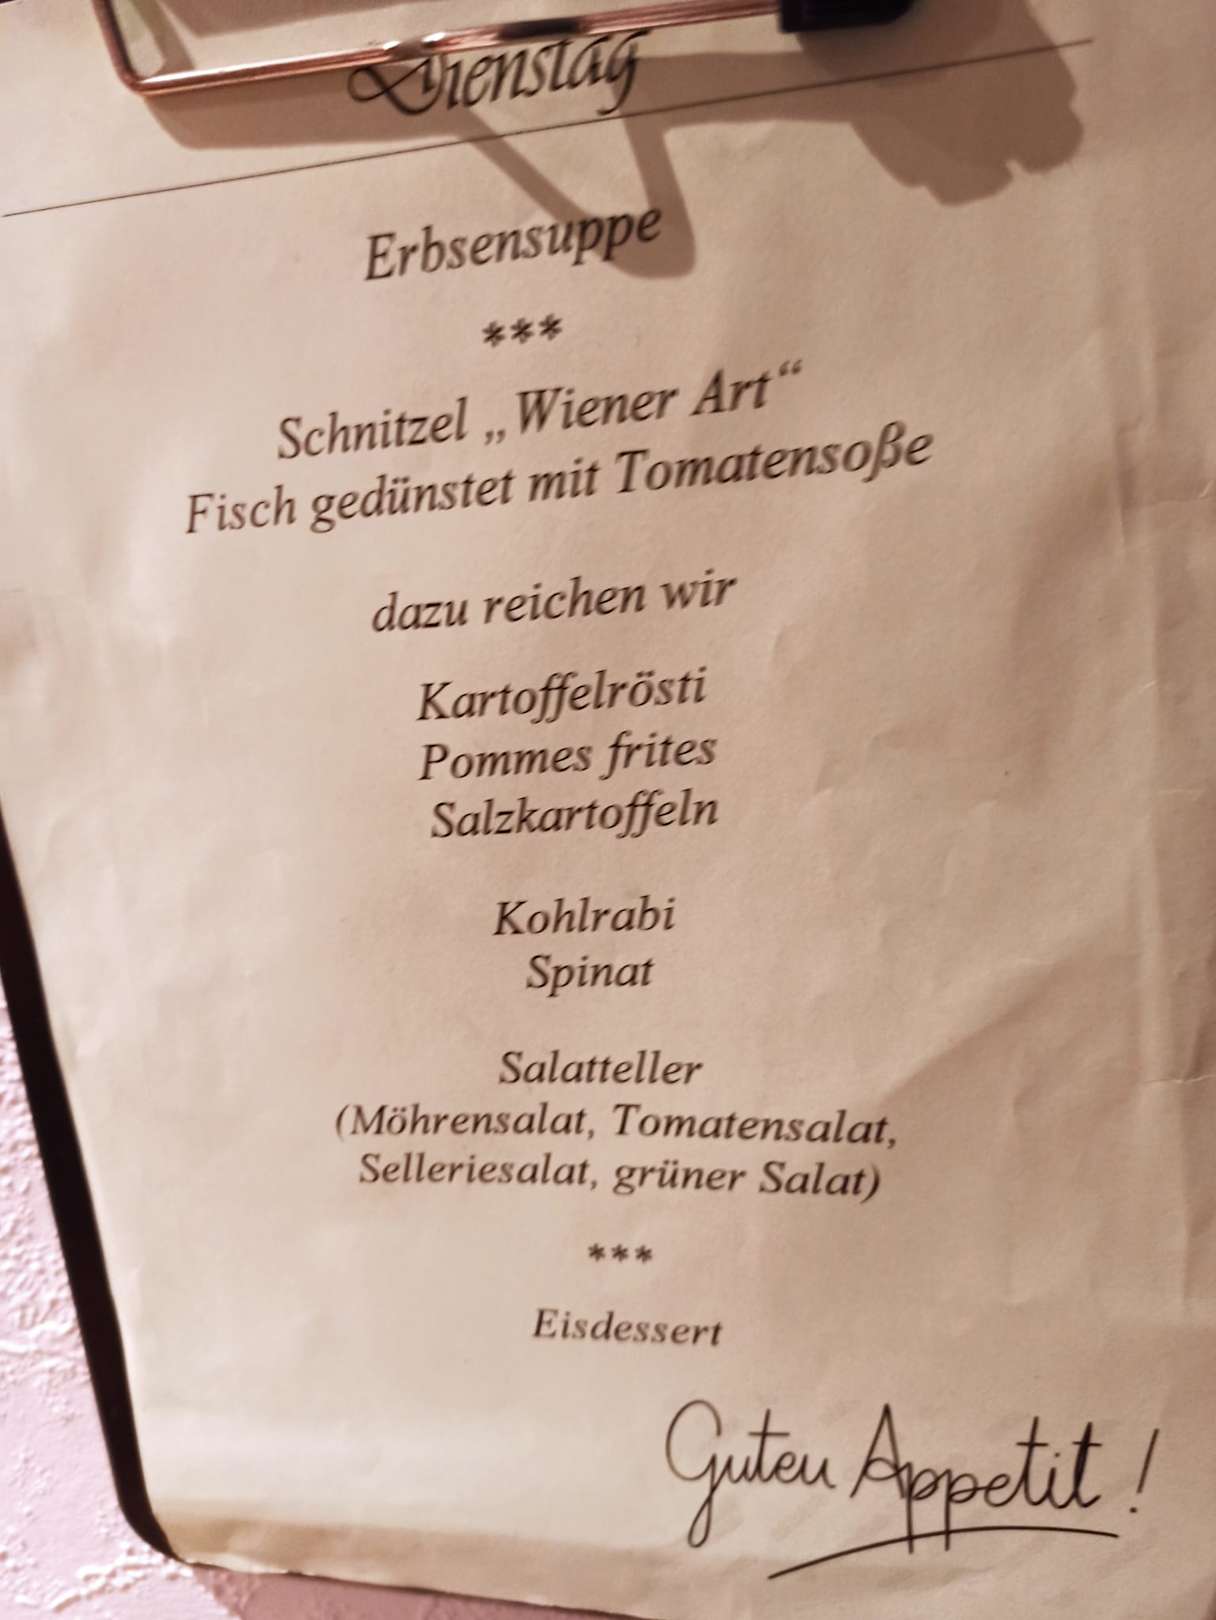 Dienstag
Erbsensuppe
***
Schnitzel „Wiener Art“
Fisch gedünstet mit Tomatensoße
dazu reichen wir
Kartoffelrösti
Pommes frites
Salzkartoffeln
Kohlrabi
Spinat
Salatteller
(Möhrensalat, Tomatensalat,
Selleriesalat, grüner Salat)
***
Eisdessert
Guten Appetit !